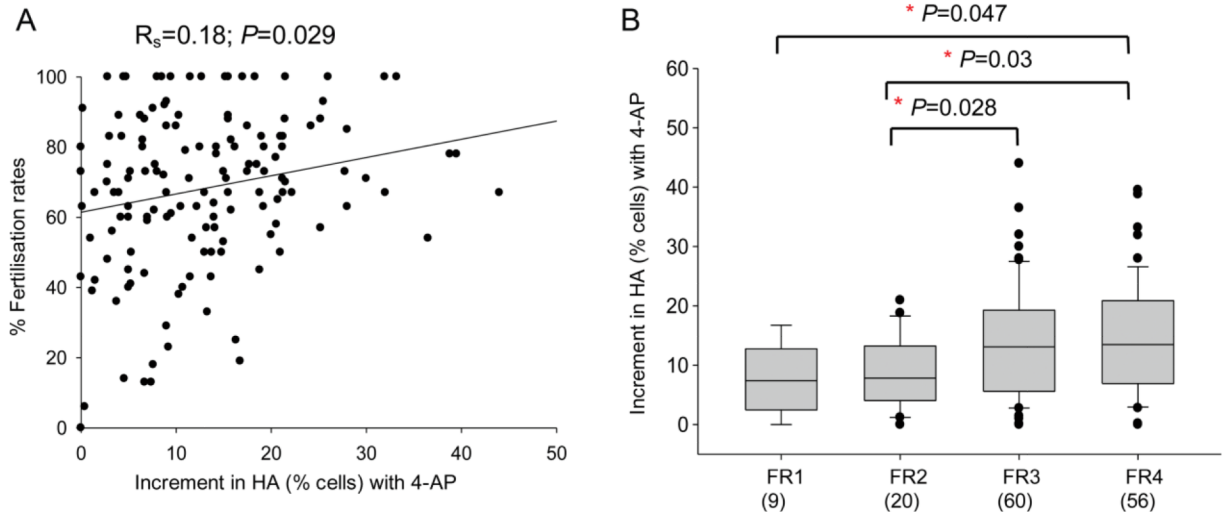 A
Rs=0.18; P=0.029
% Fertilisation rates
100
80
60
40
20
0
0 10 20 30 40 50
Increment in HA (% cells) with 4-AP
B
* P=0.047
* P=0.03
* P=0.028
Increment in HA (% cells) with 4-AP
60
50
40
30
20
10
0
FR1 FR2 FR3 FR4
(9) (20) (60) (56)